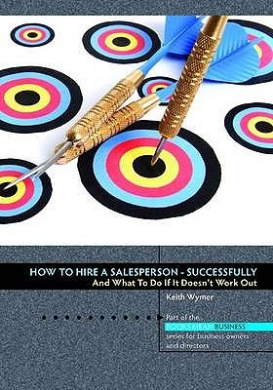 HOW TO HIRE A SALESPERSON - SUCCESSFULLY
And What To Do If It Doesn't Work Out
Keith Wymer
Part of the
BUSINESS
series for business owners
and directors